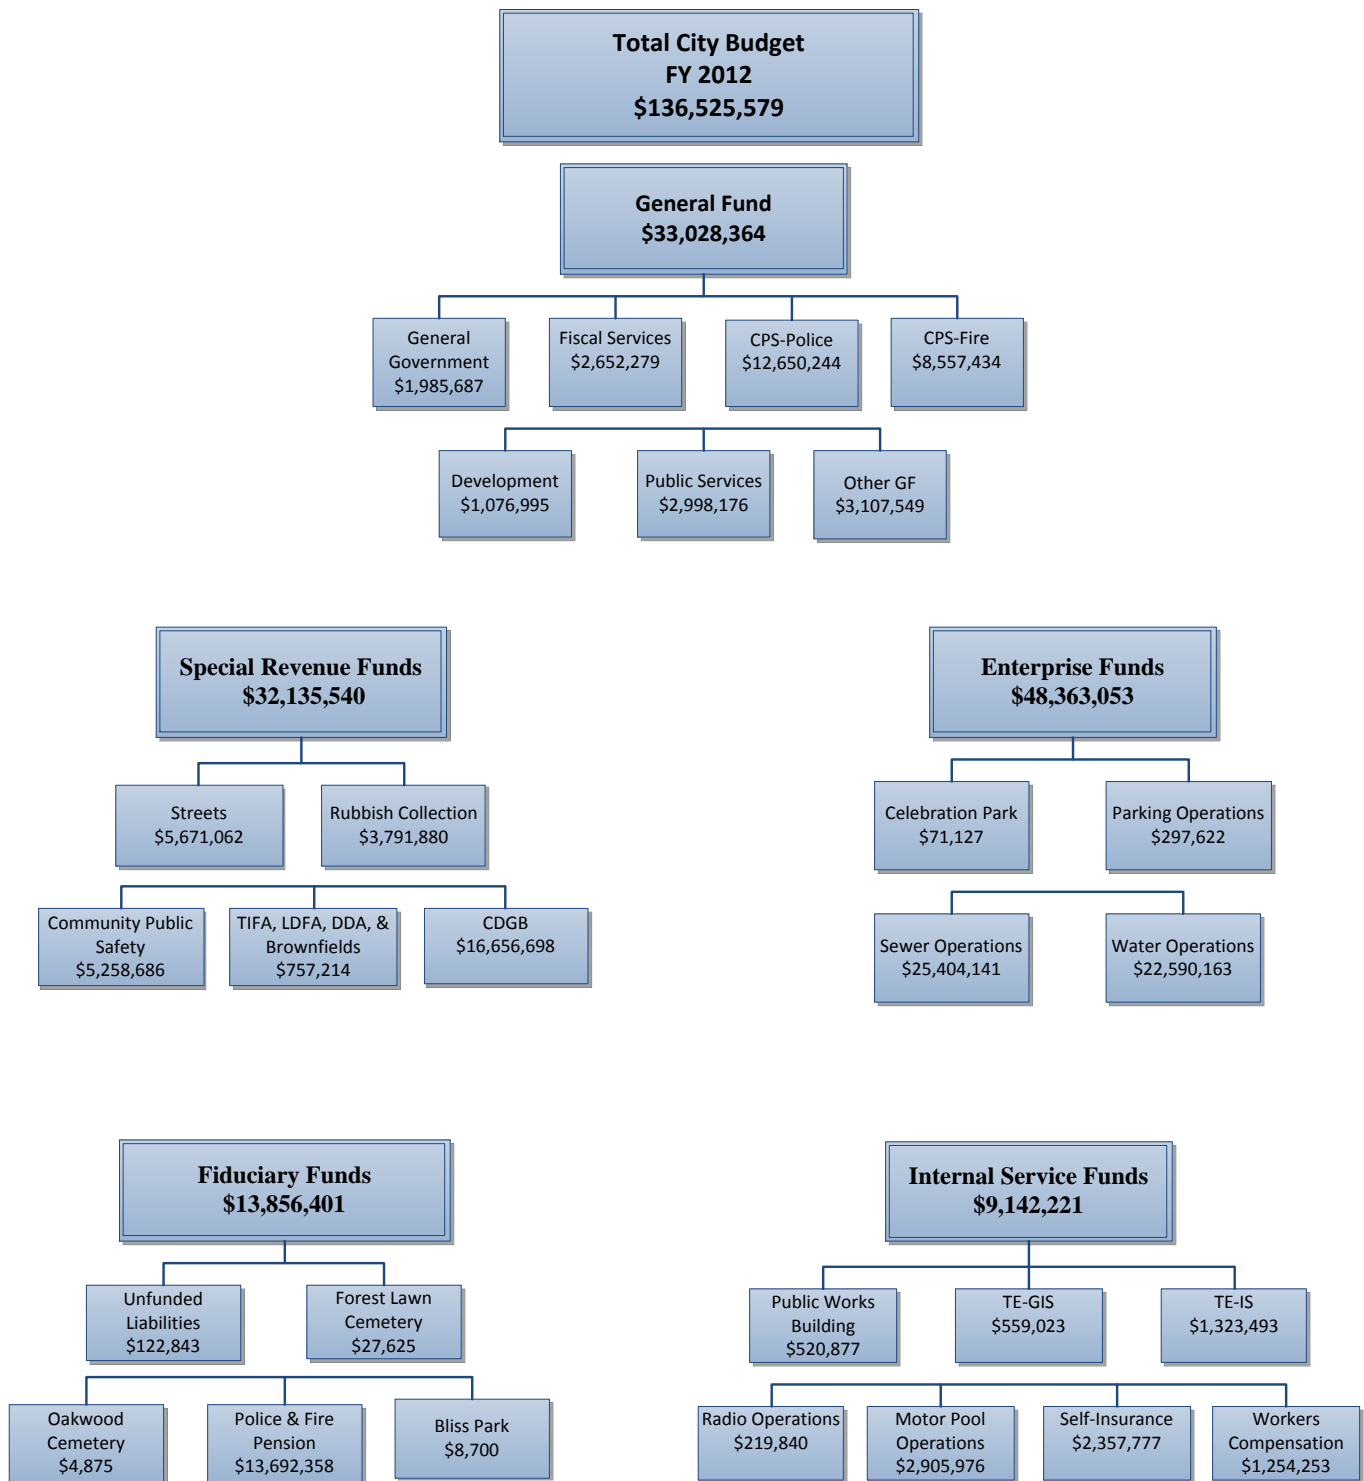 Total City Budget
FY 2012
$136,525,579
General Fund
$33,028,364
General
Government
$1,985,687
Fiscal Services
$2,652,279
CPS-Police
$12,650,244
CPS-Fire
$8,557,434
Development
$1,076,995
Public Services
$2,998,176
Other GF
$3,107,549
Special Revenue Funds
$32,135,540
Streets
$5,671,062
Rubbish Collection
$3,791,880
Community Public
Safety
$5,258,686
TIFA, LDFA, DDA, &
Brownfields
$757,214
CDGB
$16,656,698
Enterprise Funds
$48,363,053
Celebration Park
$71,127
Parking Operations
$297,622
Sewer Operations
$25,404,141
Water Operations
$22,590,163
Fiduciary Funds
$13,856,401
Unfunded
Liabilities
$122,843
Forest Lawn
Cemetery
$27,625
Oakwood
Cemetery
$4,875
Police & Fire
Pension
$13,692,358
Bliss Park
$8,700
Internal Service Funds
$9,142,221
Public Works
Building
$520,877
TE-GIS
$559,023
TE-IS
$1,323,493
Radio Operations
$219,840
Motor Pool
Operations
$2,905,976
Self-Insurance
$2,357,777
Workers
Compensation
$1,254,253